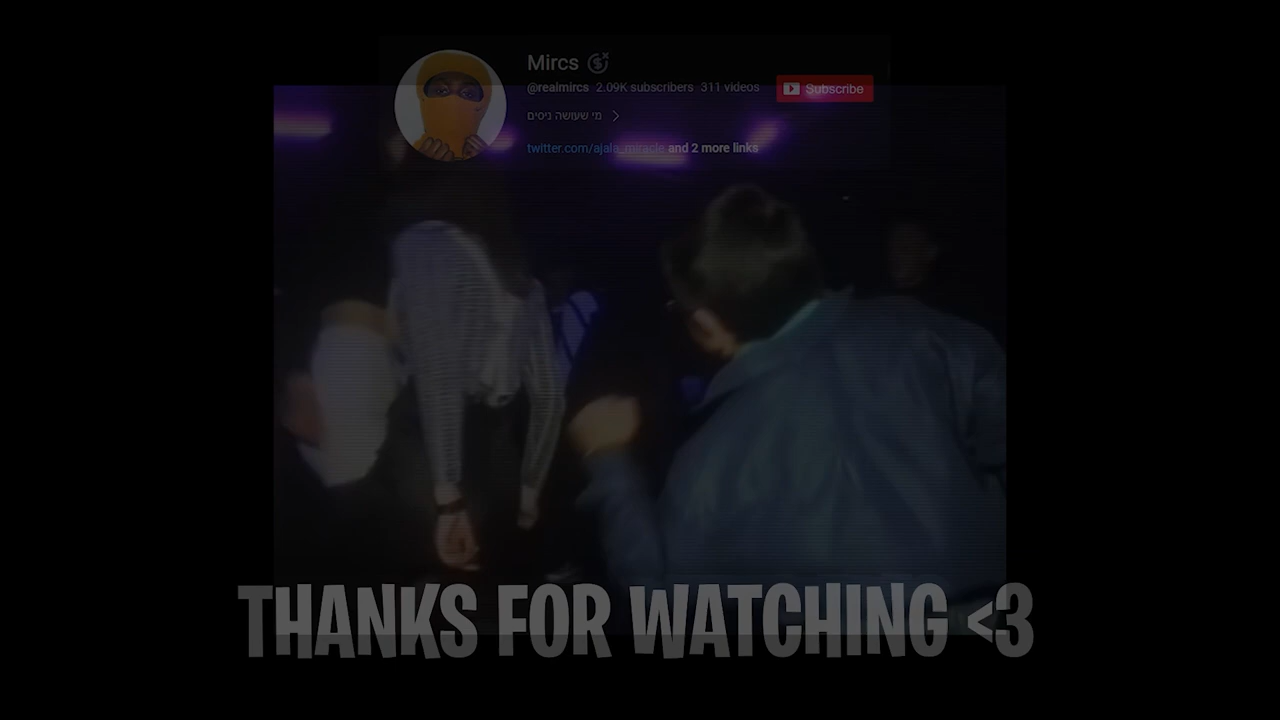 Mircs
@realmircs 2.09K subscribers 311 videos
Subscribe
מי שעושה ניסים
twitter.com/ajala_miracle and 2 more links
THANKS FOR WATCHING <3